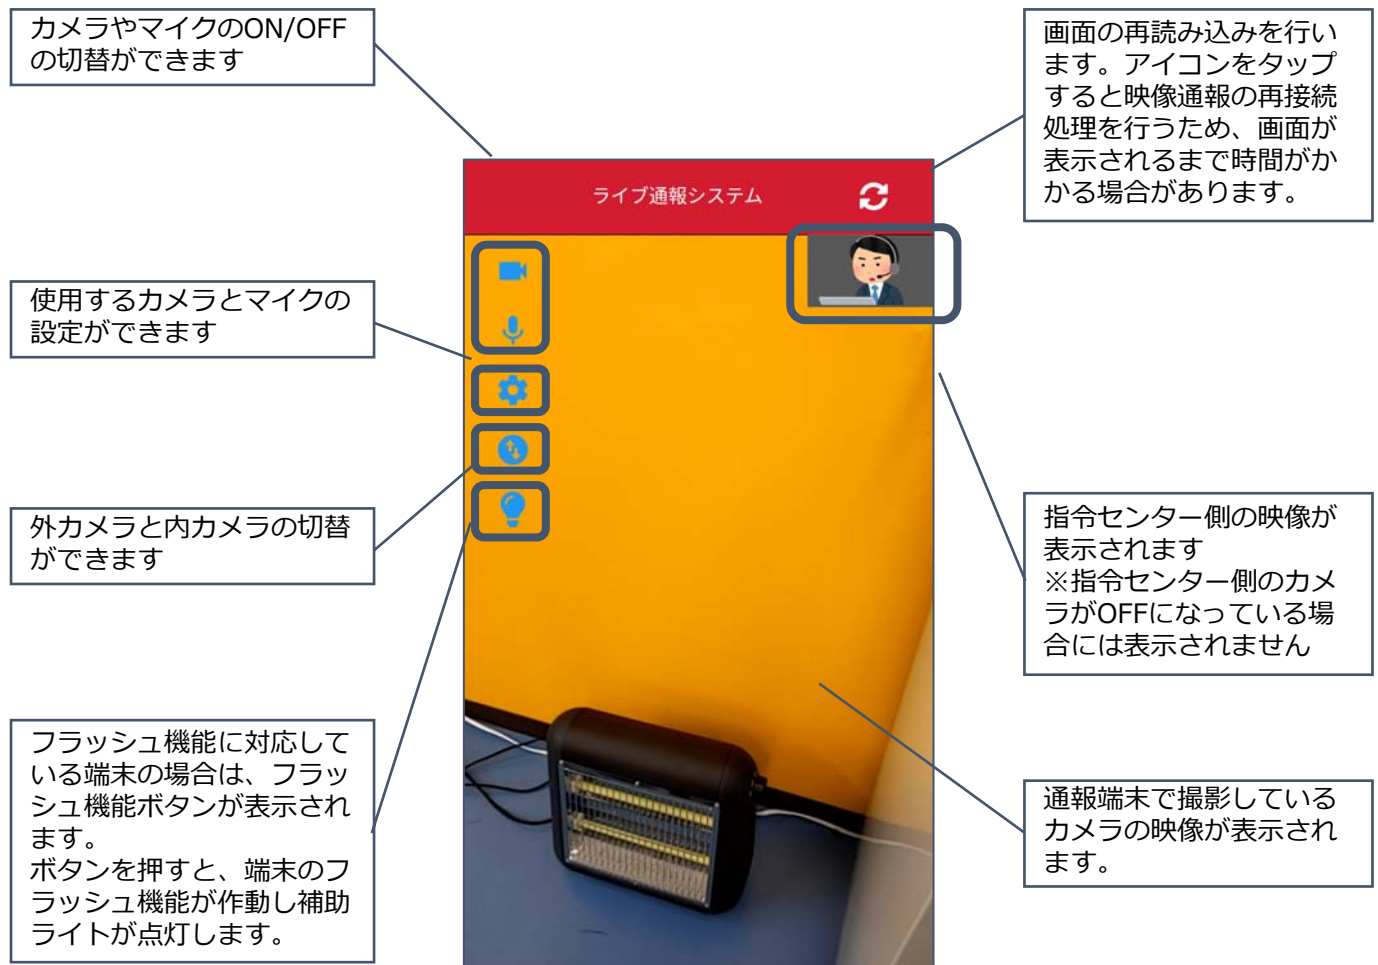 カメラやマイクのON/OFF
の切替ができます
画面の再読み込みを行い
ます。アイコンをタップ
すると映像通報の再接続
処理を行うため、画面が
表示されるまで時間がか
かる場合があります。
ライブ通報システム
使用するカメラとマイクの
設定ができます
外カメラと内カメラの切替
ができます
指令センター側の映像が
表示されます
※指令センター側のカメ
ラがOFFになっている場
合には表示されません
フラッシュ機能に対応して
いる端末の場合は、フラッ
シュ機能ボタンが表示され
ます。
ボタンを押すと、端末のフ
ラッシュ機能が作動し補助
ライトが点灯します。
通報端末で撮影している
カメラの映像が表示され
ます。